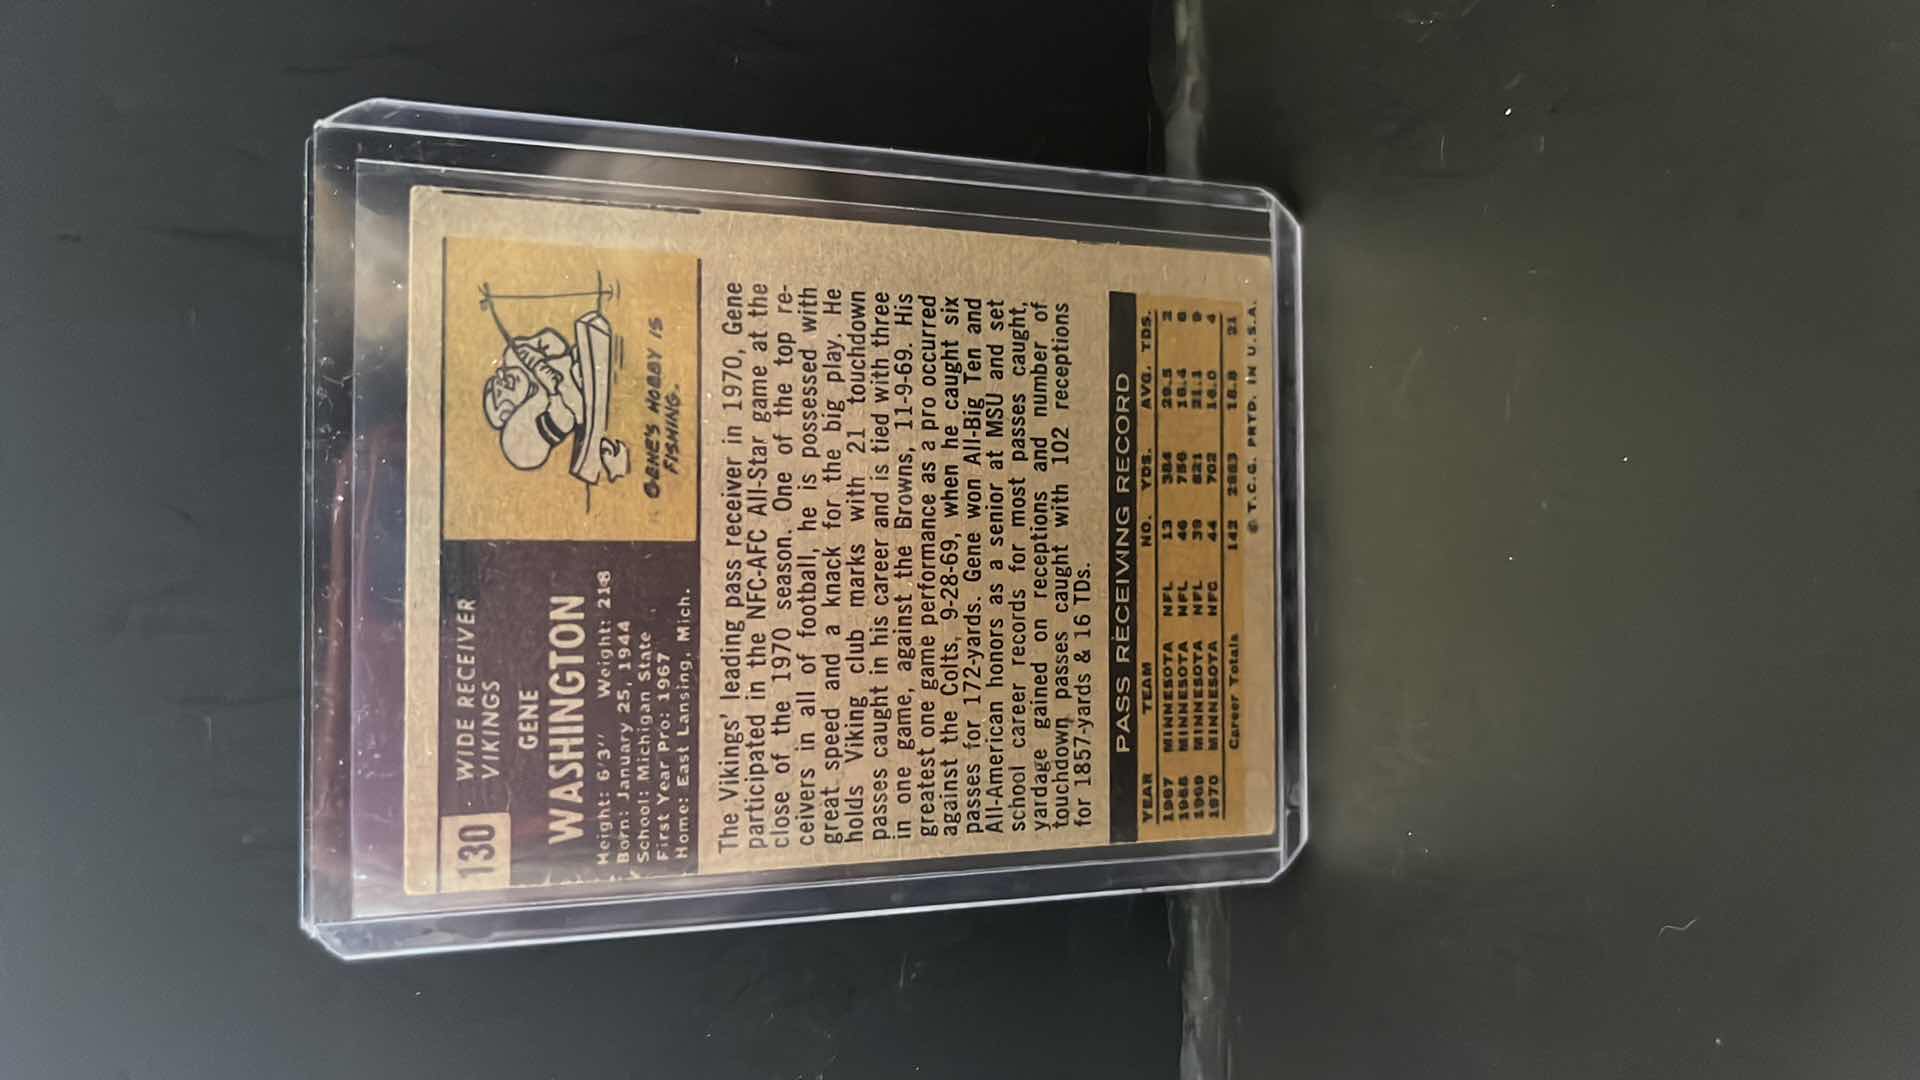 130
WIDE RECEIVER
VIKINGS
GENE
WASHINGTON
Height: 6'3" Weight: 218
Born: January 25, 1944
School: Michigan State
First Year Pro: 1967
Home: East Lansing, Mich.
GENE'S HOBBY IS
FISHING.
The Vikings' leading pass receiver in 1970, Gene
participated in the NFC-AFC All-Star game at the
close of the 1970 season. One of the top re-
ceivers in all of football, he is possessed with
great speed and a knack for the big play. He
holds Viking club marks with 21 touchdown
passes caught in his career and is tied with three
in one game, against the Browns, 11-9-69. His
greatest one game performance as a pro occurred
against the Colts, 9-28-69, when he caught six
passes for 172-yards. Gene won All-Big Ten and
All-American honors as a senior at MSU and set
school career records for most passes caught,
yardage gained on receptions and number of
touchdown passes caught with 102 receptions
for 1857-yards & 16 TDs.
PASS RECEIVING RECORD
YEAR TEAM NO. YDS. AVG. TDS.
1967 MINNESOTA NFL 13 384 29.5 2
1968 MINNESOTA NFL 46 756 16.4 6
1969 MINNESOTA NFL 39 821 21.1 9
1970 MINNESOTA NFC 44 702 16.0 4
Career Totals 142 2663 18.8 21
© T.C.G. PRTD. IN U.S.A.